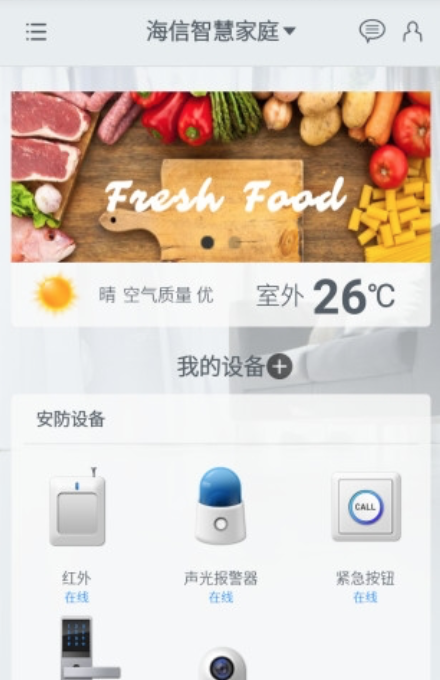 海信智慧家庭
Fresh Food
晴 空气质量 优 室外 26℃
我的设备
安防设备
CALL
红外 声光报警器 紧急按钮
在线 在线 在线